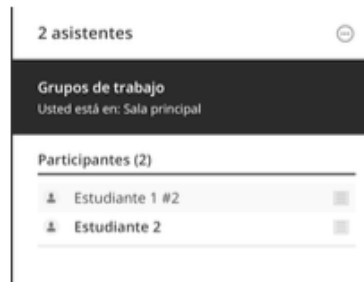 2 asistentes
Grupos de trabajo
Usted está en: Sala principal
Participantes (2)
Estudiante 1 #2
Estudiante 2